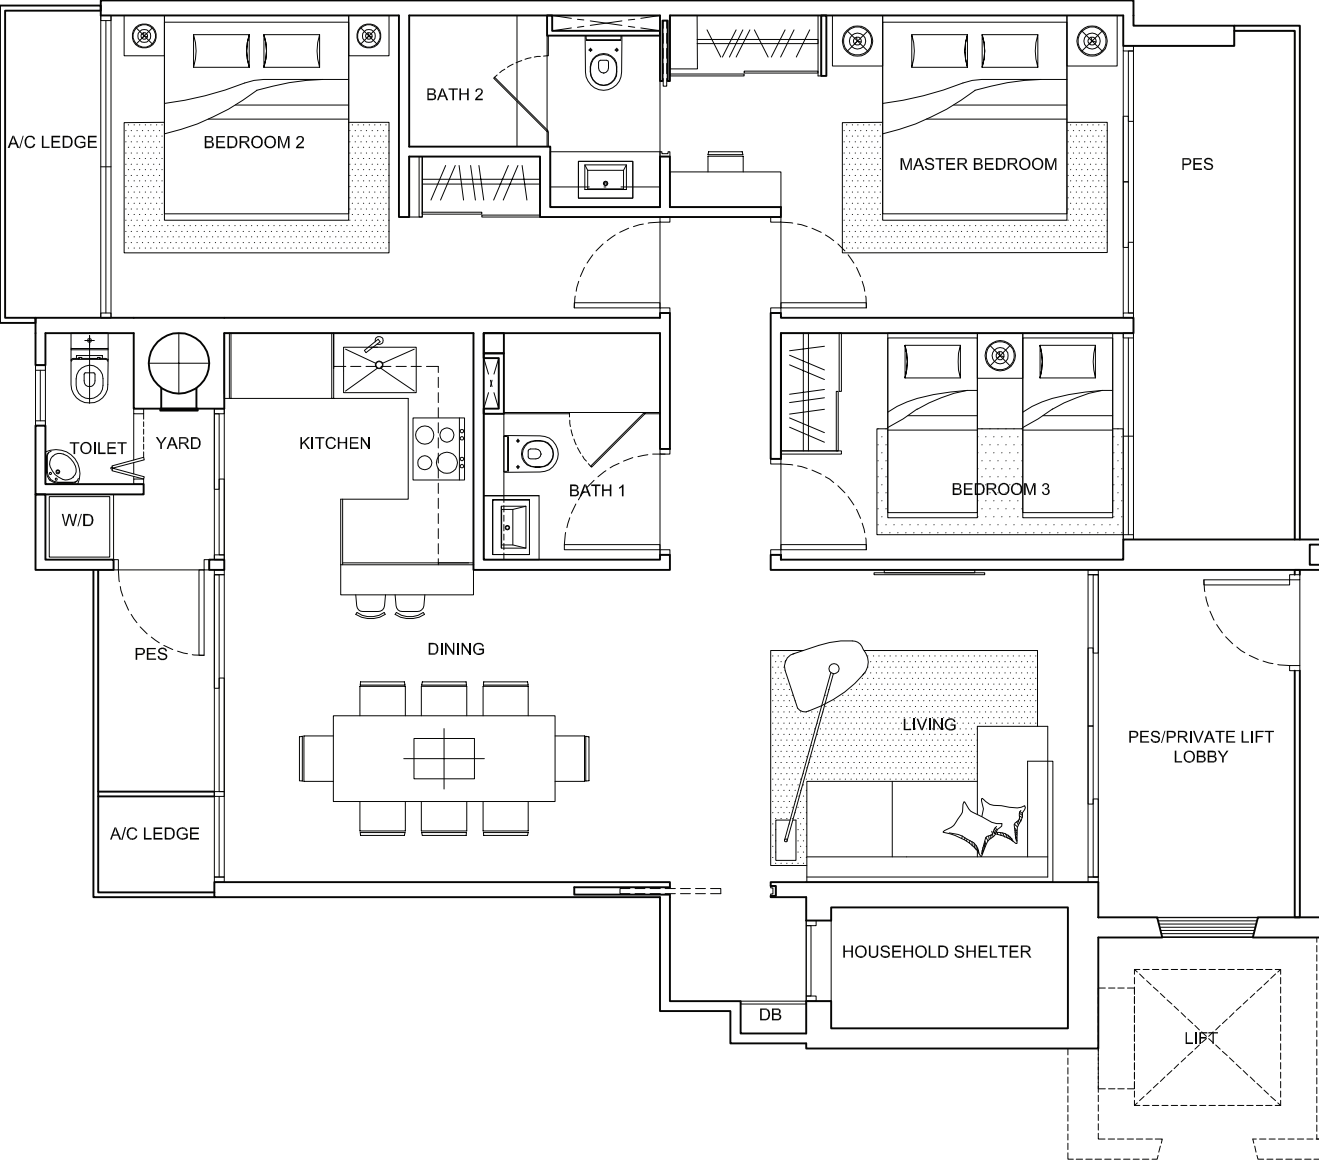 BATH 2
A/C LEDGE
BEDROOM 2
MASTER BEDROOM
PES
TOILET
YARD
KITCHEN
BATH 1
BEDROOM 3
W/D
PES
DINING
LIVING
PES/PRIVATE LIFT
LOBBY
A/C LEDGE
HOUSEHOLD SHELTER
DB
LIFT